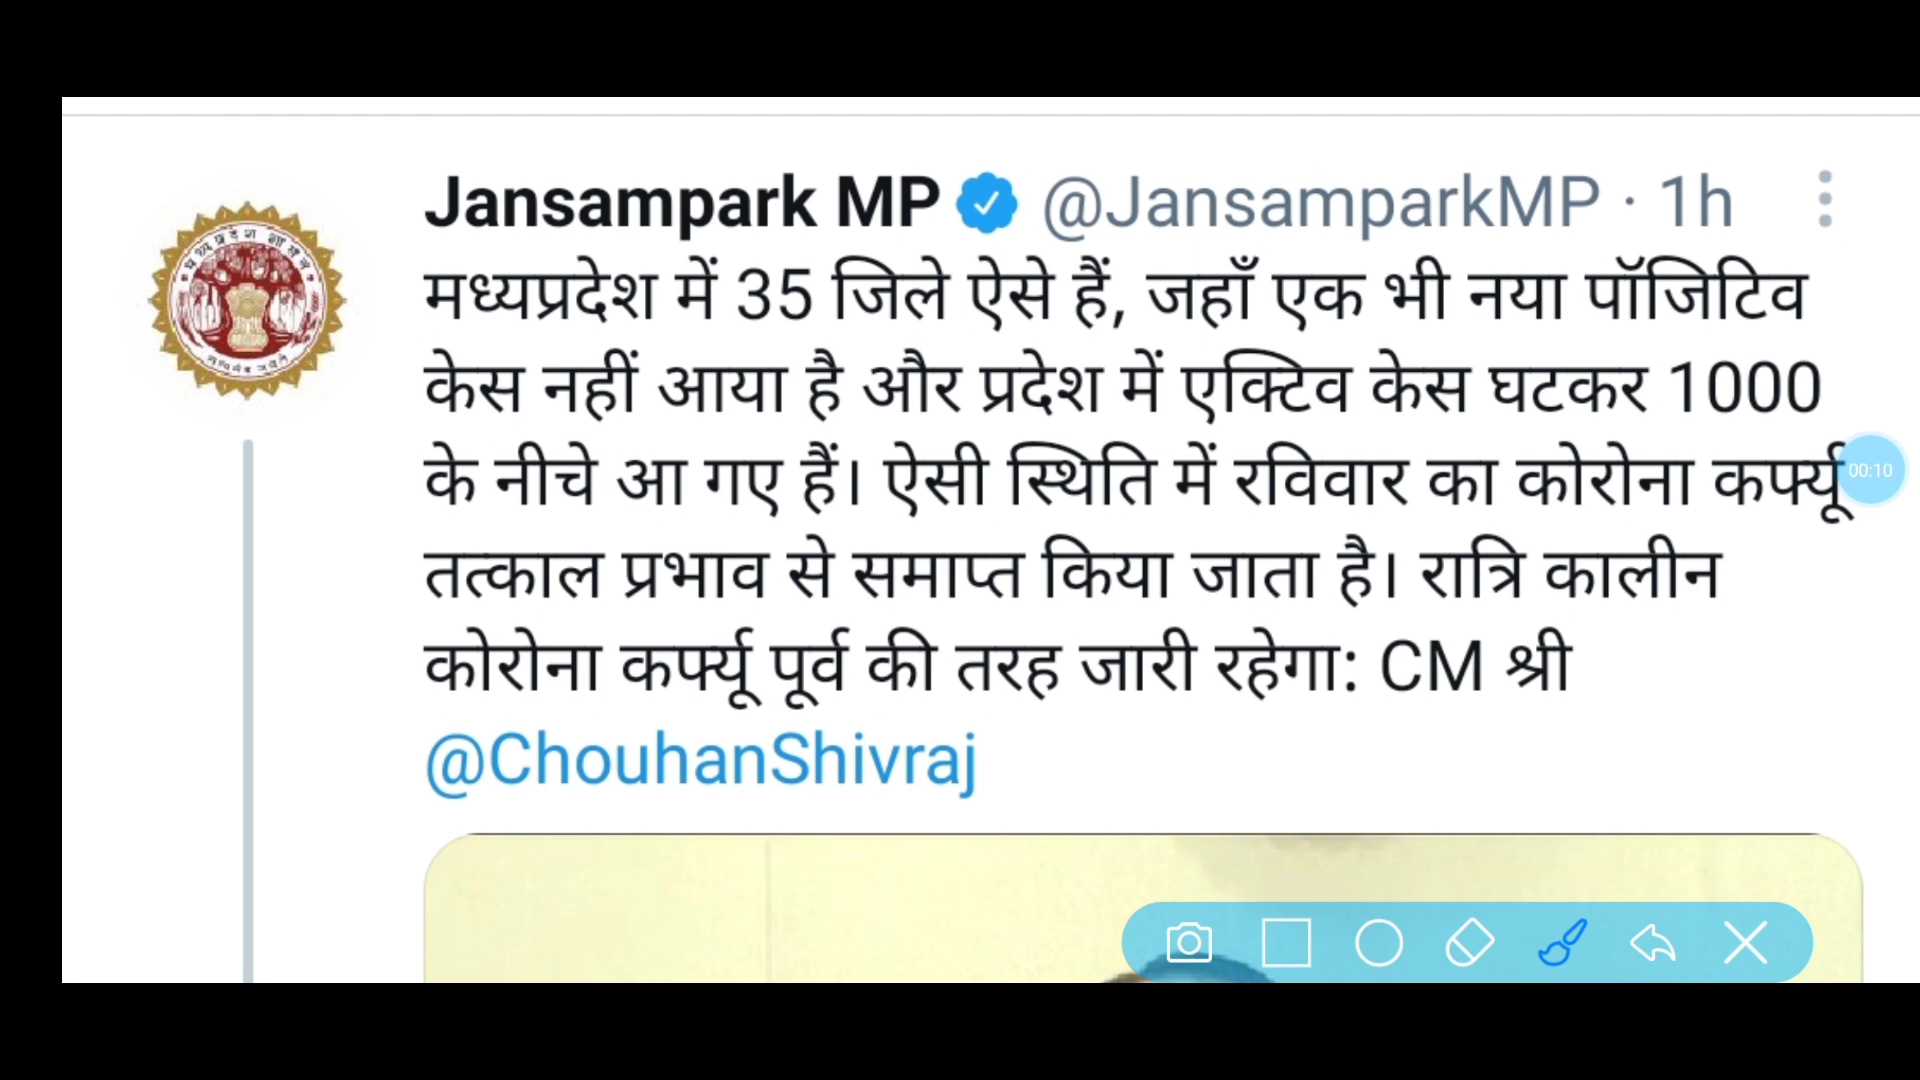 Jansampark MP @JansamparkMP · 1h
मध्यप्रदेश में 35 जिले ऐसे हैं, जहाँ एक भी नया पॉजिटिव
केस नहीं आया है और प्रदेश में एक्टिव केस घटकर 1000
के नीचे आ गए हैं। ऐसी स्थिति में रविवार का कोरोना कर्फ्यू
00:10
तत्काल प्रभाव से समाप्त किया जाता है। रात्रि कालीन
कोरोना कर्फ्यू पूर्व की तरह जारी रहेगा: CM श्री
@ChouhanShivraj